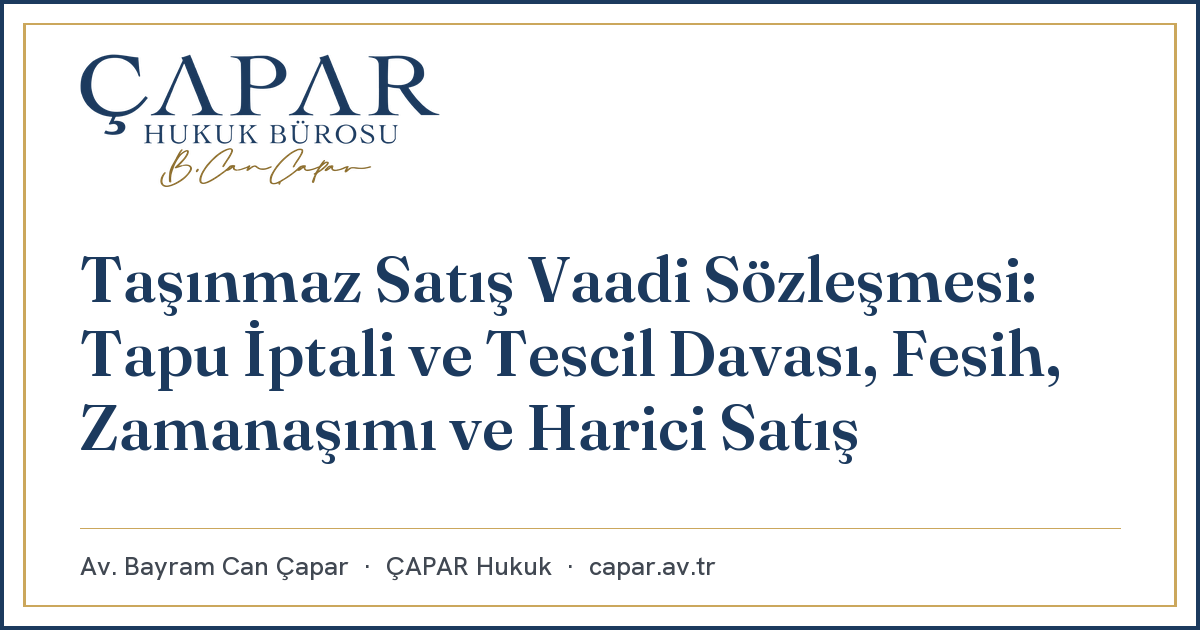 ÇAPAR
HUKUK BÜROSU
B.Can Çapar
Taşınmaz Satış Vaadi Sözleşmesi:
Tapu İptali ve Tescil Davası, Fesih,
Zamanaşımı ve Harici Satış
Av. Bayram Can Çapar · ÇAPAR Hukuk · capar.av.tr